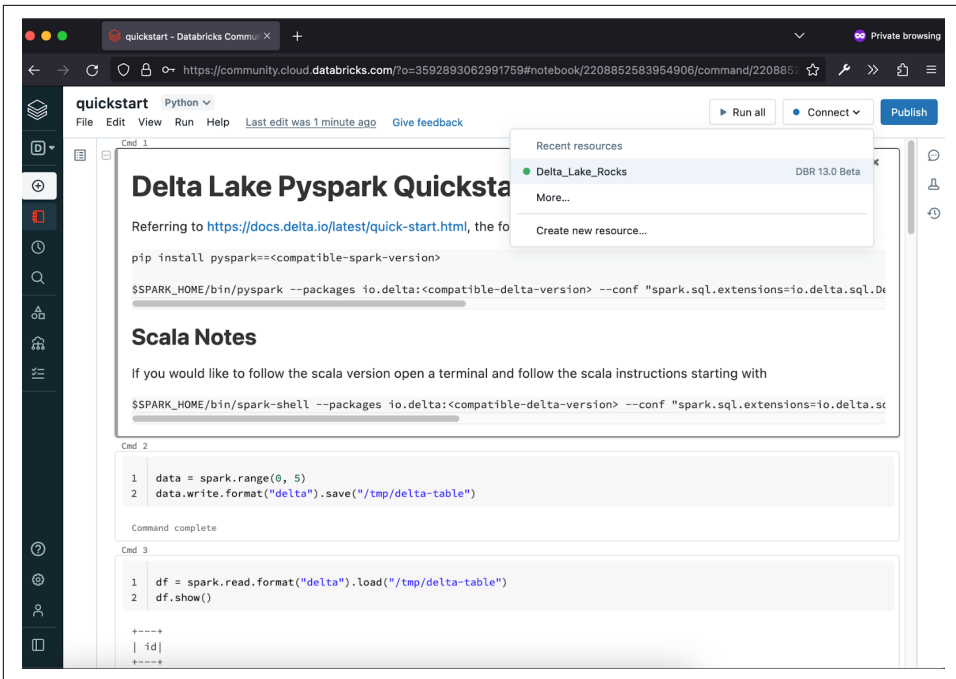 quickstart - Databricks Commun
Private browsing
https://community.cloud.databricks.com/?o=3592893062991759#notebook/2208852583954906/command/220885
quickstart Python
File Edit View Run Help Last edit was 1 minute ago Give feedback
Run all
Connect
Publish
D
Recent resources
Delta_Lake_Rocks DBR 13.0 Beta
More...
Create new resource...
Cmd 1
Delta Lake Pyspark Quicksta
Referring to https://docs.delta.io/latest/quick-start.html, the fo
pip install pyspark==<compatible-spark-version>
$SPARK_HOME/bin/pyspark --packages io.delta:<compatible-delta-version> --conf "spark.sql.extensions=io.delta.sql.De
Scala Notes
If you would like to follow the scala version open a terminal and follow the scala instructions starting with
$SPARK_HOME/bin/spark-shell --packages io.delta:<compatible-delta-version> --conf "spark.sql.extensions=io.delta.sq
Cmd 2
1 data = spark.range(0, 5)
2 data.write.format("delta").save("/tmp/delta-table")
Command complete
Cmd 3
1 df = spark.read.format("delta").load("/tmp/delta-table")
2 df.show()
+---+
| id|
+---+